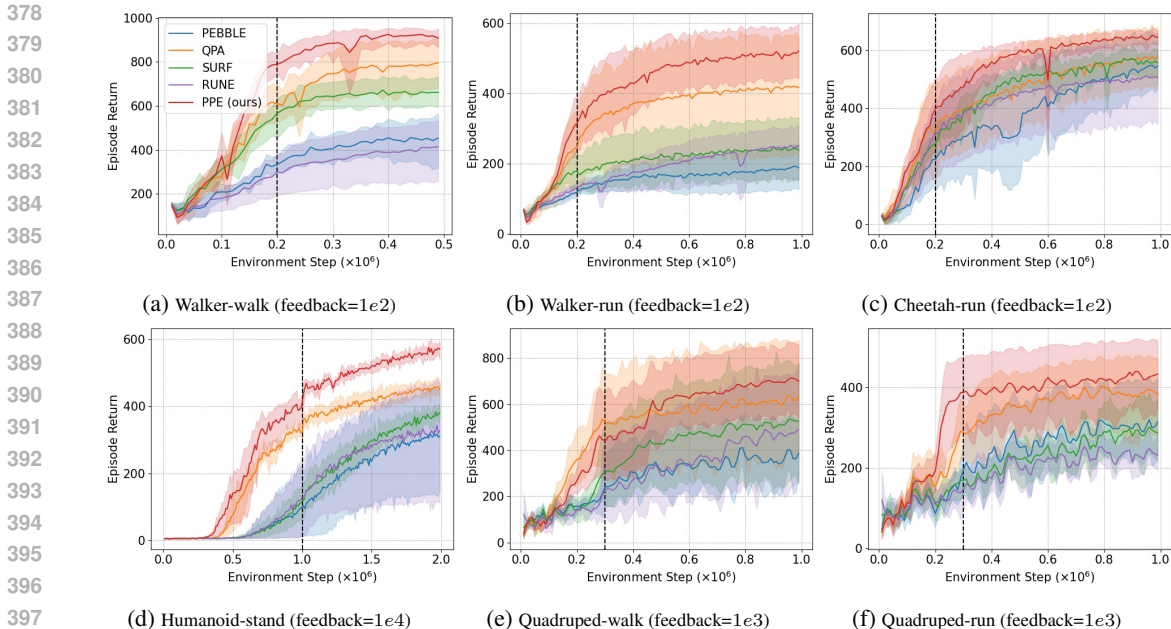 378
379
380
381
382
383
384
385
386
387
388
389
390
391
392
393
394
395
396
397
1000
800
600
400
200
Episode Return
PEBBLE
QPA
SURF
RUNE
PPE (ours)
0.0 0.1 0.2 0.3 0.4 0.5
Environment Step (×10⁶)
(a) Walker-walk (feedback=1e2)
600
400
200
0
Episode Return
0.0 0.2 0.4 0.6 0.8 1.0
Environment Step (×10⁶)
(b) Walker-run (feedback=1e2)
600
400
200
0
Episode Return
0.0 0.2 0.4 0.6 0.8 1.0
Environment Step (×10⁶)
(c) Cheetah-run (feedback=1e2)
600
400
200
0
Episode Return
0.0 0.5 1.0 1.5 2.0
Environment Step (×10⁶)
(d) Humanoid-stand (feedback=1e4)
800
600
400
200
0
Episode Return
0.0 0.2 0.4 0.6 0.8 1.0
Environment Step (×10⁶)
(e) Quadruped-walk (feedback=1e3)
400
200
0
Episode Return
0.0 0.2 0.4 0.6 0.8 1.0
Environment Step (×10⁶)
(f) Quadruped-run (feedback=1e3)